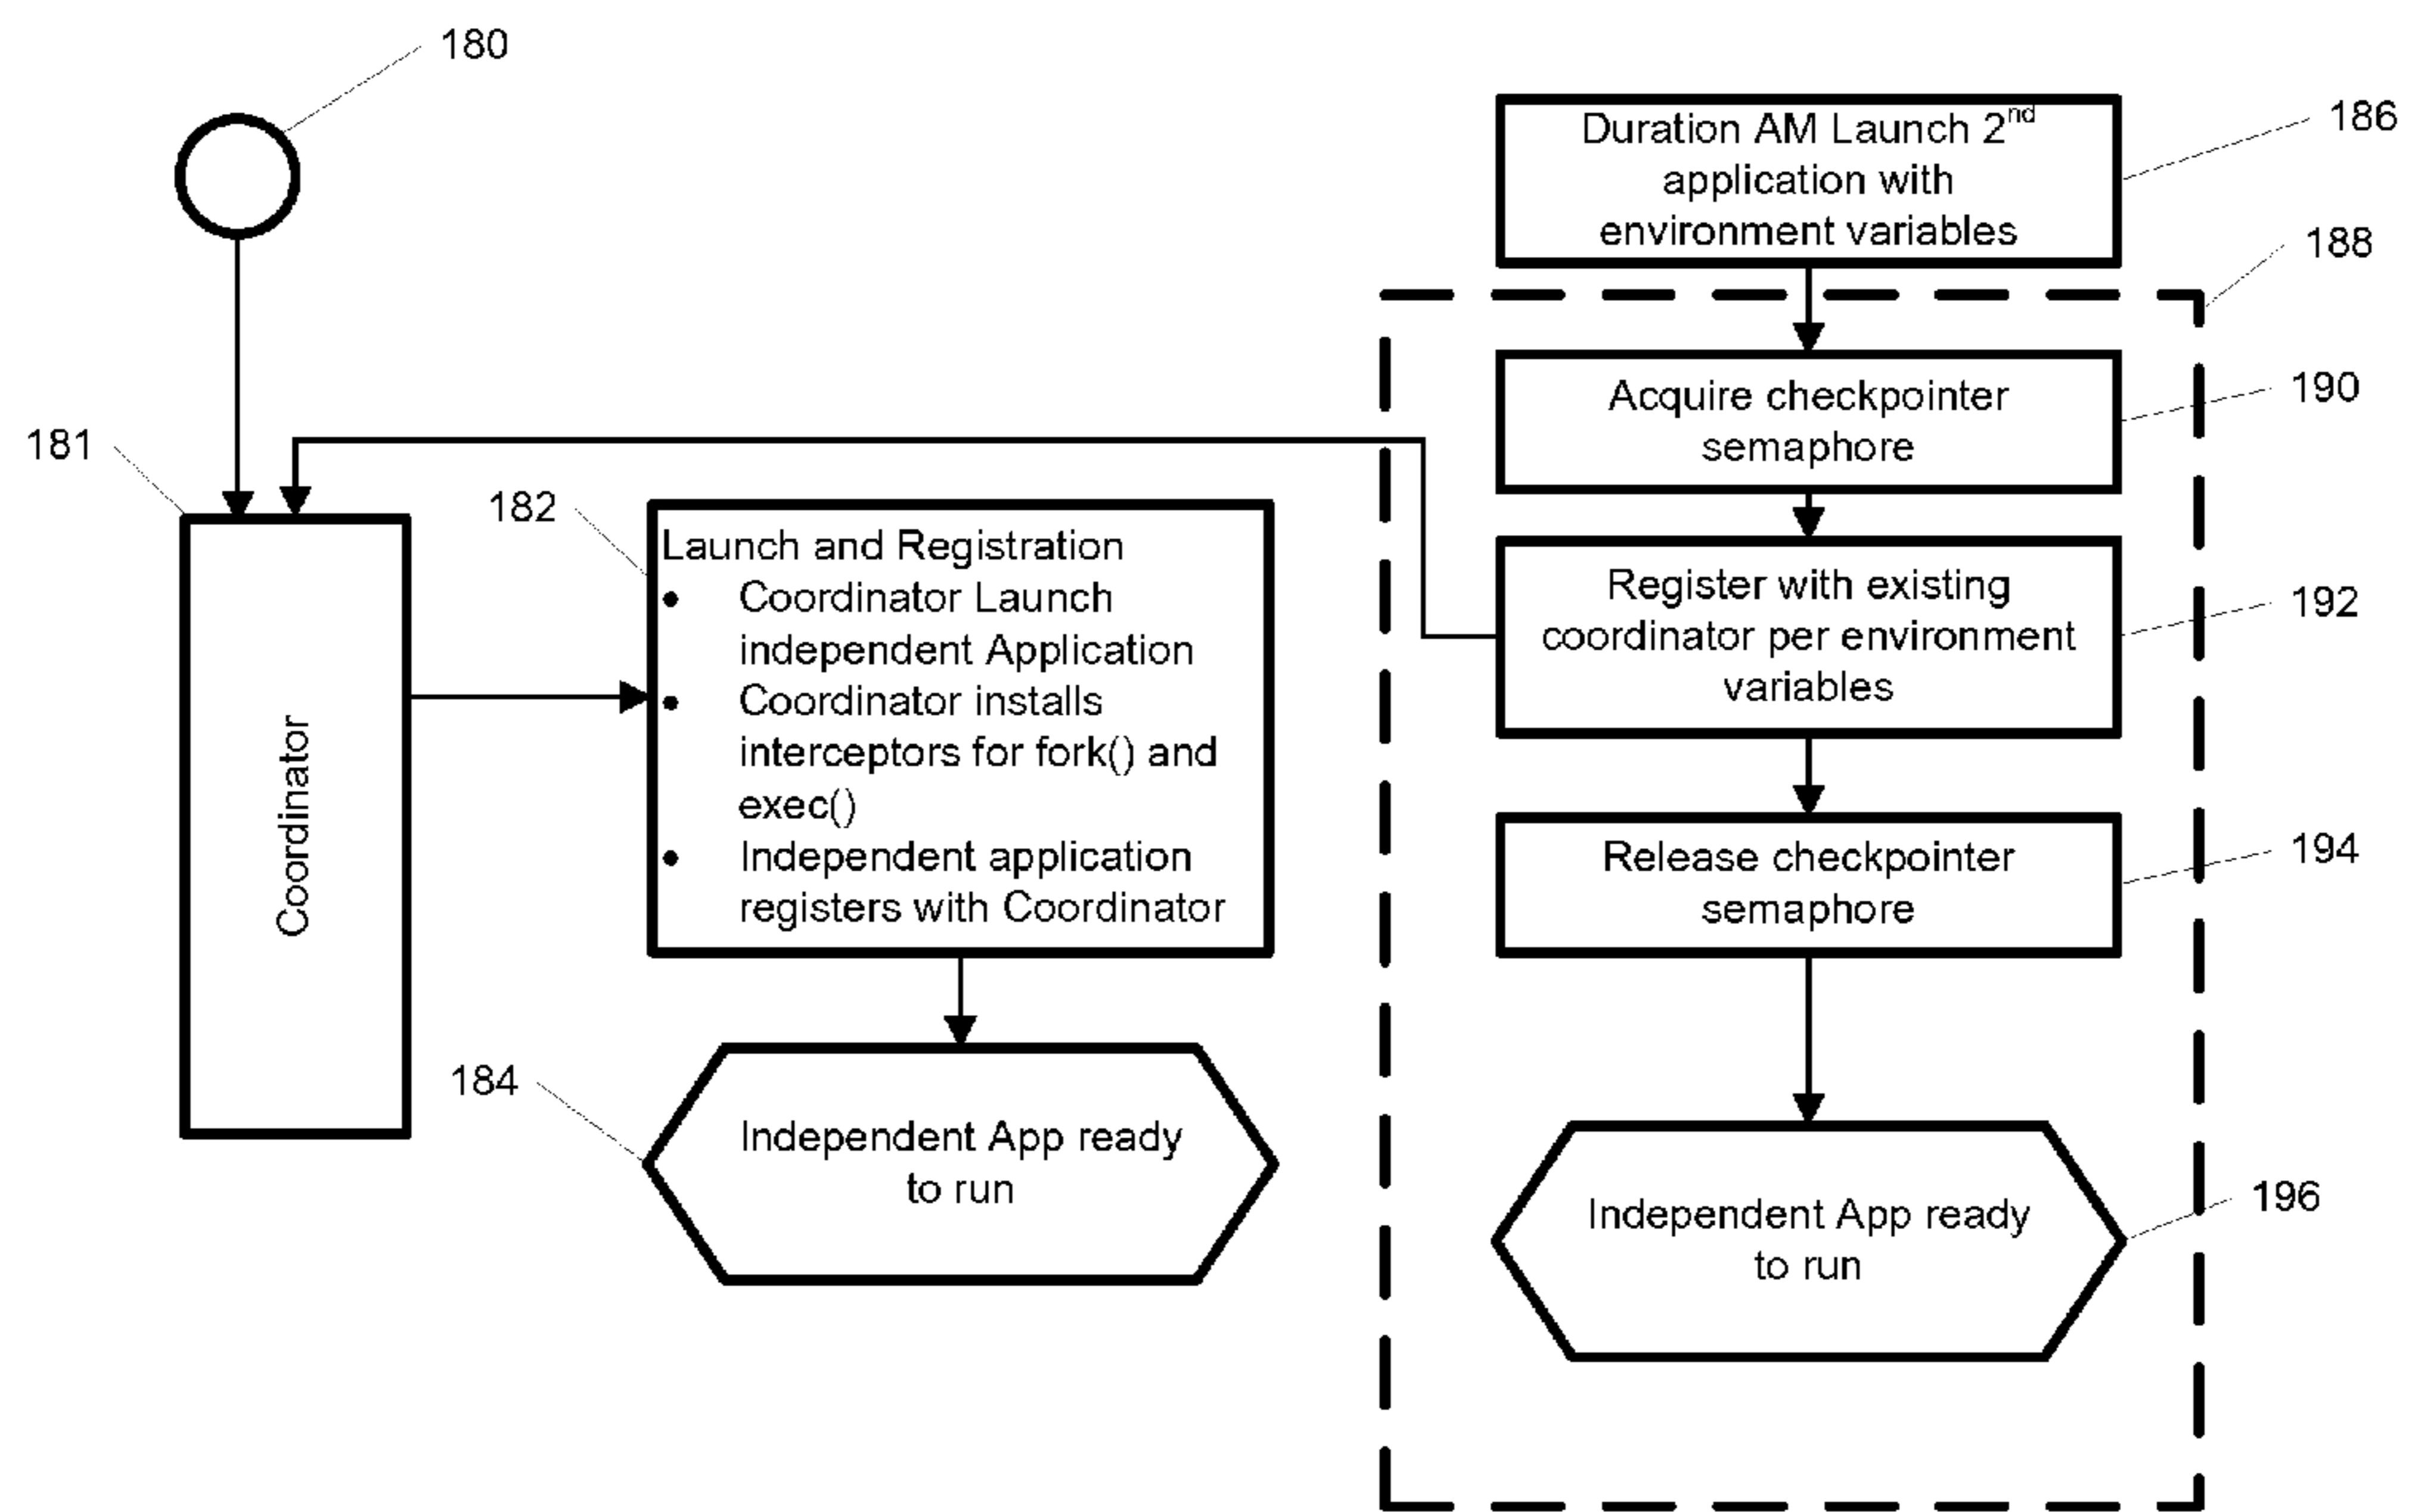 180
181
Coordinator
182
Launch and Registration
• Coordinator Launch
independent Application
• Coordinator installs
interceptors for fork() and
exec()
• Independent application
registers with Coordinator
184
Independent App ready
to run
Duration AM Launch 2nd
application with
environment variables
186
188
Acquire checkpointer
semaphore
190
Register with existing
coordinator per environment
variables
192
Release checkpointer
semaphore
194
Independent App ready
to run
196